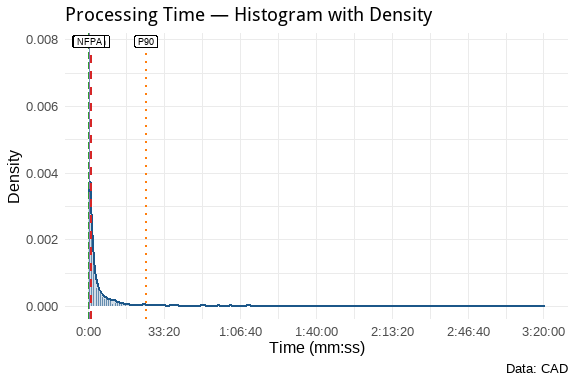 Processing Time — Histogram with Density
NFPA
P90
0.008
0.006
0.004
0.002
0.000
Density
0:00
33:20
1:06:40
1:40:00
2:13:20
2:46:40
3:20:00
Time (mm:ss)
Data: CAD